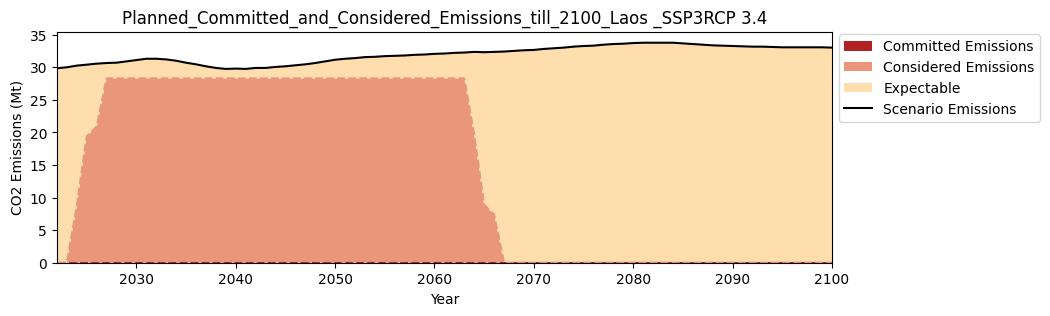 Planned_Committed_and_Considered_Emissions_till_2100_Laos _SSP3RCP 3.4
35
30
25
20
15
10
5
0
CO2 Emissions (Mt)
2030
2040
2050
2060
2070
2080
2090
2100
Year
Committed Emissions
Considered Emissions
Expectable
Scenario Emissions